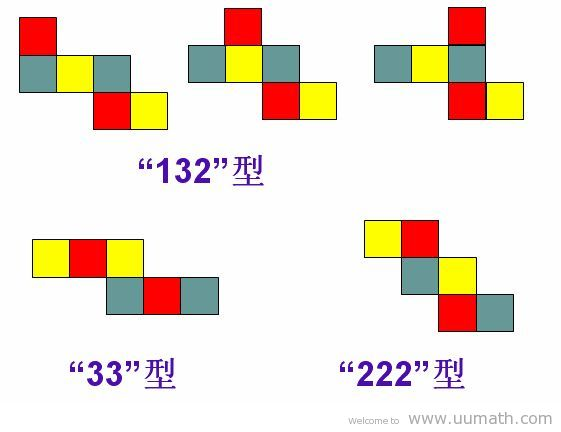 “132”型
“33”型
“222”型
Welcome to www.uumath.com